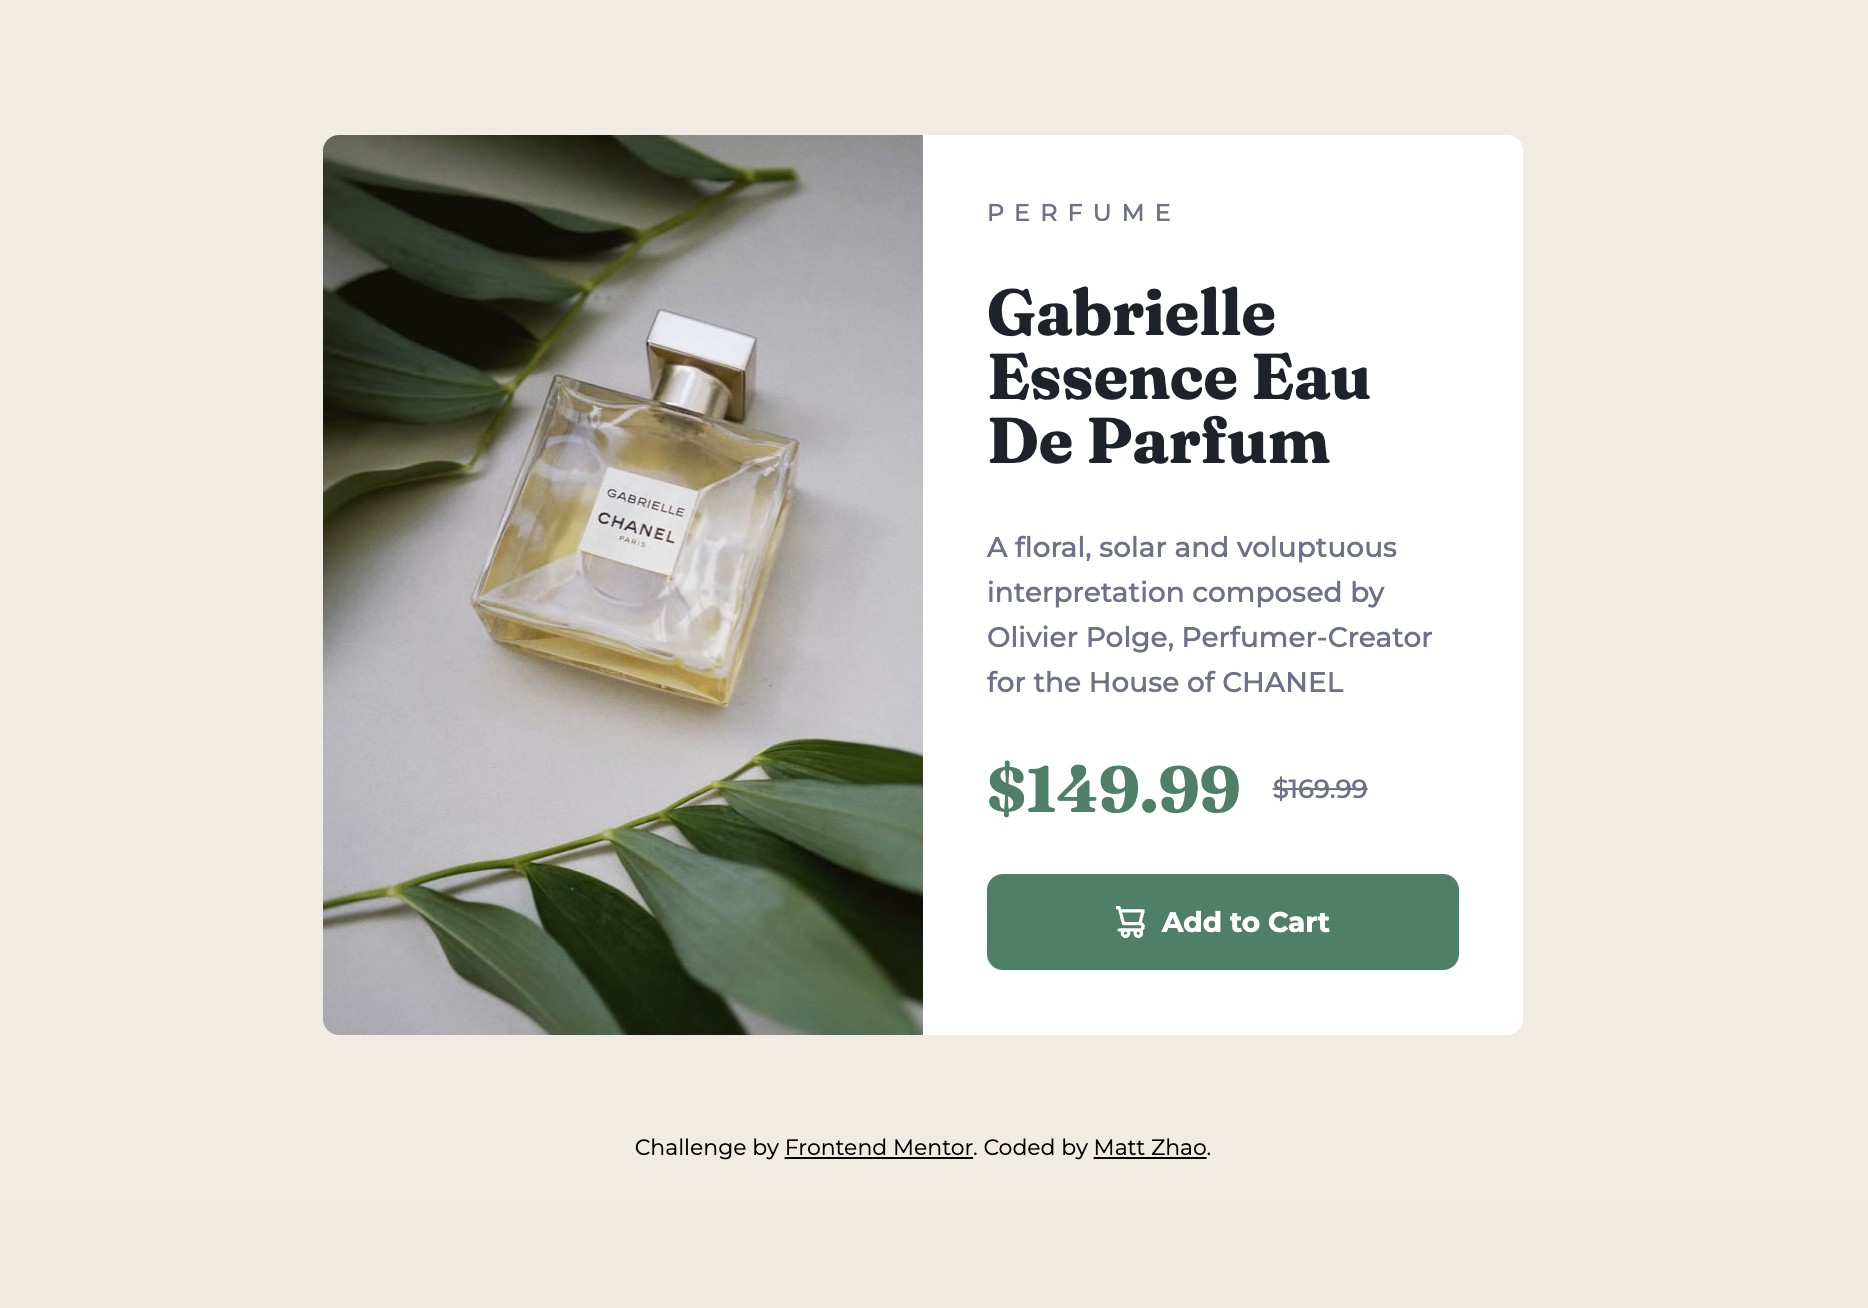 GABRIELLE
CHANEL
PARIS
PERFUME
Gabrielle
Essence Eau
De Parfum
A floral, solar and voluptuous
interpretation composed by
Olivier Polge, Perfumer-Creator
for the House of CHANEL
$149.99 $169.99
Add to Cart
Challenge by Frontend Mentor. Coded by Matt Zhao.